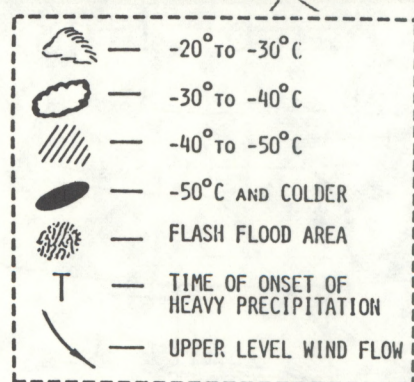 — -20° TO -30°C
— -30° TO -40°C
— -40° TO -50°C
— -50°C AND COLDER
— FLASH FLOOD AREA
T — TIME OF ONSET OF
HEAVY PRECIPITATION
— UPPER LEVEL WIND FLOW